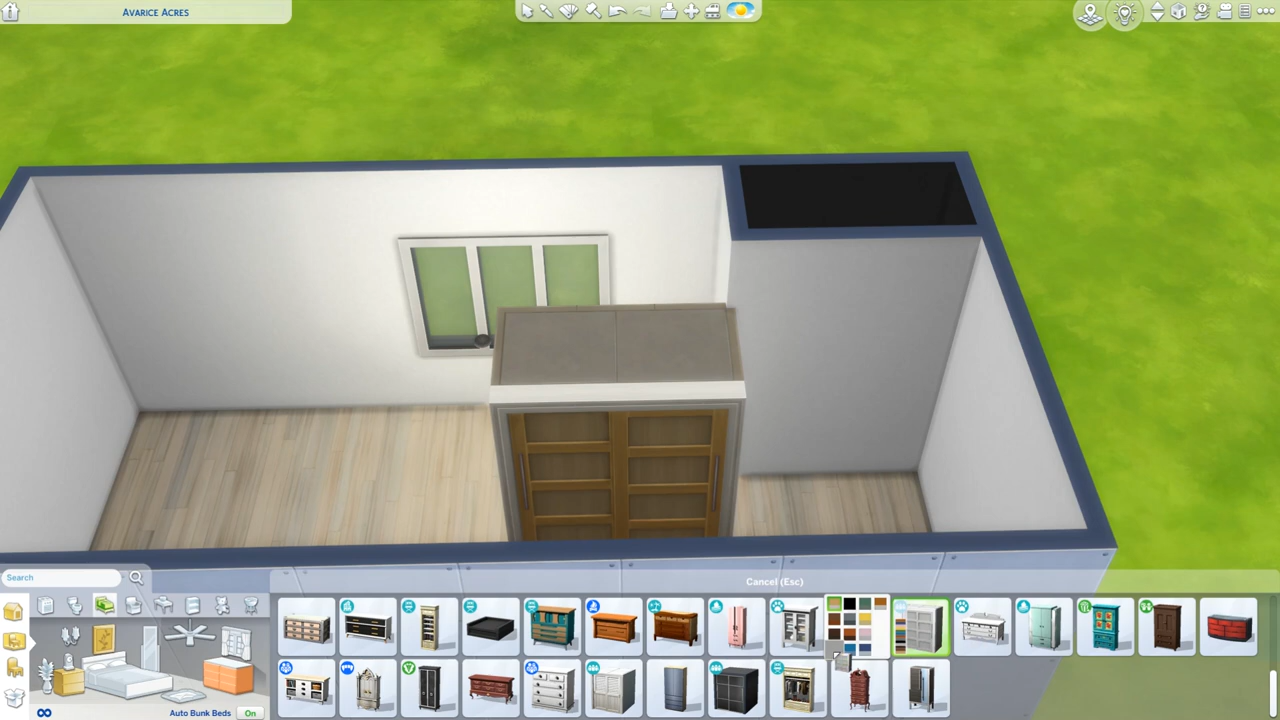 AVARICE ACRES
Cancel (Esc)
Search
Auto Bunk Beds
On